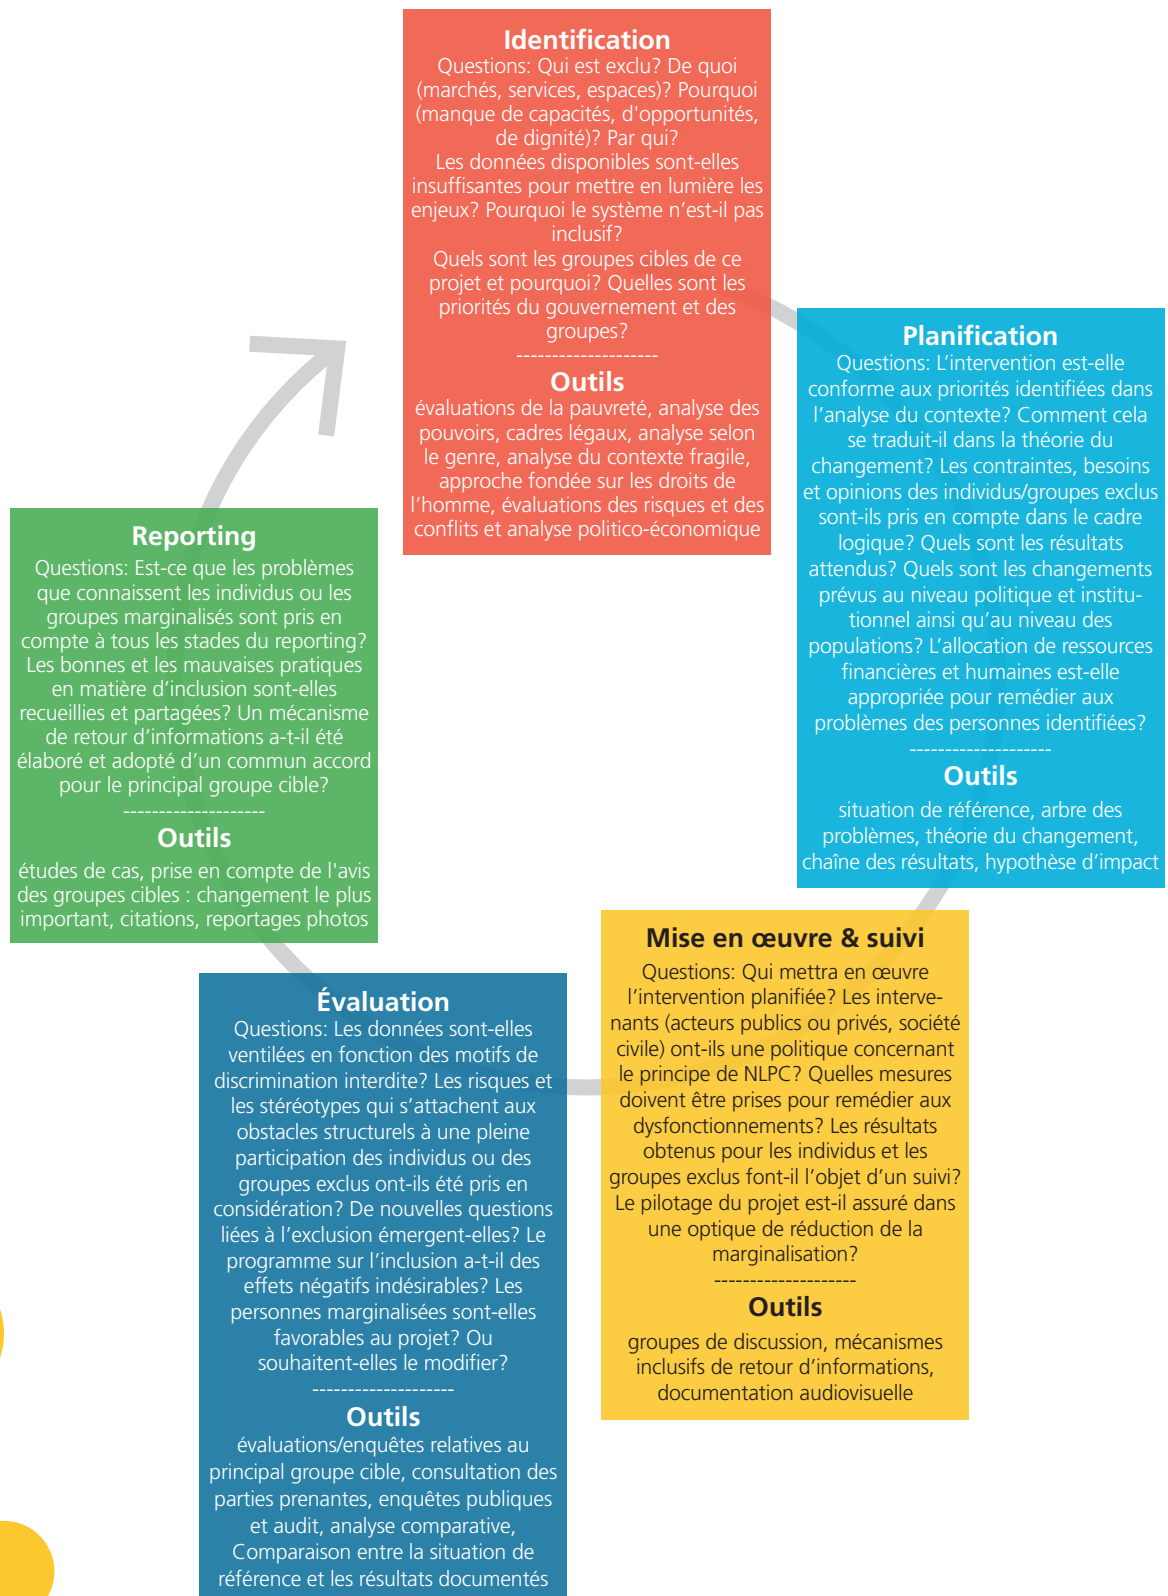 Identification
Questions: Qui est exclu? De quoi
(marchés, services, espaces)? Pourquoi
(manque de capacités, d'opportunités,
de dignité)? Par qui?
Les données disponibles sont-elles
insuffisantes pour mettre en lumière les
enjeux? Pourquoi le système n’est-il pas
inclusif?
Quels sont les groupes cibles de ce
projet et pourquoi? Quelles sont les
priorités du gouvernement et des
groupes?
--------------------
Outils
évaluations de la pauvreté, analyse des
pouvoirs, cadres légaux, analyse selon
le genre, analyse du contexte fragile,
approche fondée sur les droits de
l’homme, évaluations des risques et des
conflits et analyse politico-économique
Planification
Questions: L’intervention est-elle
conforme aux priorités identifiées dans
l’analyse du contexte? Comment cela
se traduit-il dans la théorie du
changement? Les contraintes, besoins
et opinions des individus/groupes exclus
sont-ils pris en compte dans le cadre
logique? Quels sont les résultats
attendus? Quels sont les changements
prévus au niveau politique et institu-
tionnel ainsi qu’au niveau des
populations? L’allocation de ressources
financières et humaines est-elle
appropriée pour remédier aux
problèmes des personnes identifiées?
--------------------
Outils
situation de référence, arbre des
problèmes, théorie du changement,
chaîne des résultats, hypothèse d’impact
Mise en œuvre & suivi
Questions: Qui mettra en œuvre
l’intervention planifiée? Les interve-
nants (acteurs publics ou privés, société
civile) ont-ils une politique concernant
le principe de NLPC? Quelles mesures
doivent être prises pour remédier aux
dysfonctionnements? Les résultats
obtenus pour les individus et les
groupes exclus font-il l’objet d’un suivi?
Le pilotage du projet est-il assuré dans
une optique de réduction de la
marginalisation?
--------------------
Outils
groupes de discussion, mécanismes
inclusifs de retour d’informations,
documentation audiovisuelle
Évaluation
Questions: Les données sont-elles
ventilées en fonction des motifs de
discrimination interdite? Les risques et
les stéréotypes qui s’attachent aux
obstacles structurels à une pleine
participation des individus ou des
groupes exclus ont-ils été pris en
considération? De nouvelles questions
liées à l’exclusion émergent-elles? Le
programme sur l’inclusion a-t-il des
effets négatifs indésirables? Les
personnes marginalisées sont-elles
favorables au projet? Ou
souhaitent-elles le modifier?
--------------------
Outils
évaluations/enquêtes relatives au
principal groupe cible, consultation des
parties prenantes, enquêtes publiques
et audit, analyse comparative,
Comparaison entre la situation de
référence et les résultats documentés
Reporting
Questions: Est-ce que les problèmes
que connaissent les individus ou les
groupes marginalisés sont pris en
compte à tous les stades du reporting?
Les bonnes et les mauvaises pratiques
en matière d’inclusion sont-elles
recueillies et partagées? Un mécanisme
de retour d’informations a-t-il été
élaboré et adopté d’un commun accord
pour le principal groupe cible?
--------------------
Outils
études de cas, prise en compte de l'avis
des groupes cibles : changement le plus
important, citations, reportages photos